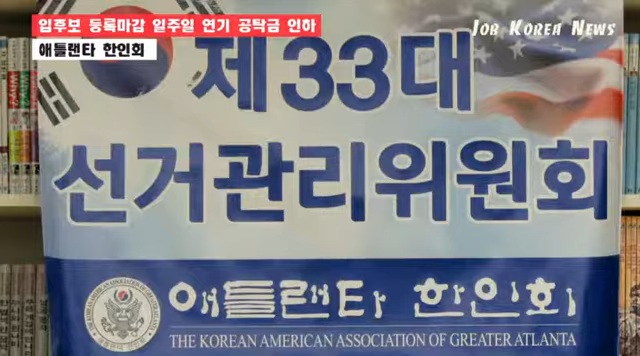 입후보 등록마감 일주일 연기 공탁금 인하
애틀랜타 한인회
JOB KOREA NEWS
제33대
선거관리위원회
애틀랜타 한인회
THE KOREAN AMERICAN ASSOCIATION OF GREATER ATLANTA